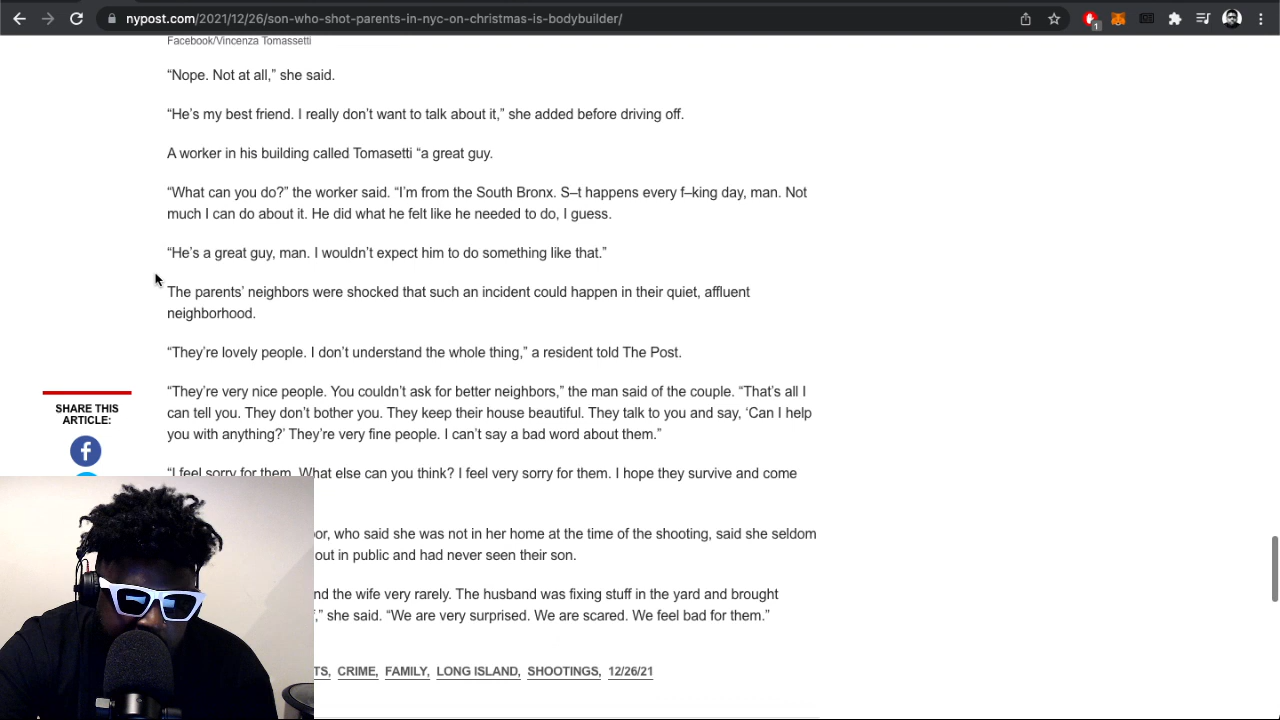 nypost.com/2021/12/26/son-who-shot-parents-in-nyc-on-christmas-is-bodybuilder/
1
Facebook/Vincenza Tomassetti
“Nope. Not at all,” she said.
“He’s my best friend. I really don’t want to talk about it,” she added before driving off.
A worker in his building called Tomasetti “a great guy.
“What can you do?” the worker said. “I’m from the South Bronx. S–t happens every f–king day, man. Not
much I can do about it. He did what he felt like he needed to do, I guess.
“He’s a great guy, man. I wouldn’t expect him to do something like that.”
The parents’ neighbors were shocked that such an incident could happen in their quiet, affluent
neighborhood.
“They’re lovely people. I don’t understand the whole thing,” a resident told The Post.
“They’re very nice people. You couldn’t ask for better neighbors,” the man said of the couple. “That’s all I
can tell you. They don’t bother you. They keep their house beautiful. They talk to you and say, ‘Can I help
you with anything?’ They’re very fine people. I can’t say a bad word about them.”
SHARE THIS
ARTICLE:
“I feel sorry for them. What else can you think? I feel very sorry for them. I hope they survive and come
who said she was not in her home at the time of the shooting, said she seldom
out in public and had never seen their son.
the wife very rarely. The husband was fixing stuff in the yard and brought
she said. “We are very surprised. We are scared. We feel bad for them.”
CRIME, FAMILY, LONG ISLAND, SHOOTINGS, 12/26/21